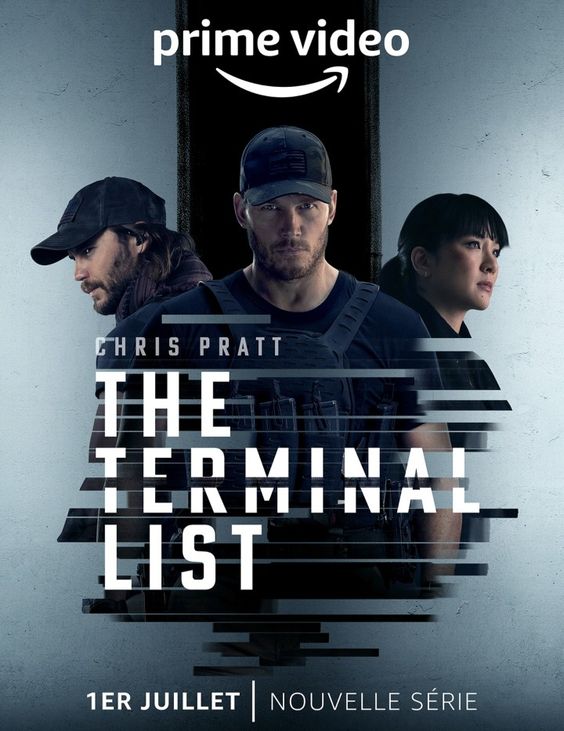 prime video
CHRIS PRATT
THE
TERMINAL
LIST
1ER JUILLET | NOUVELLE SÉRIE